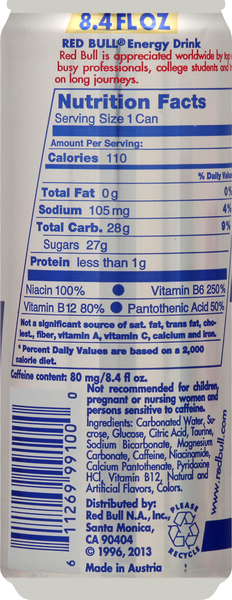 8.4 FL OZ
RED BULL® Energy Drink
Red Bull is appreciated worldwide by top
busy professionals, college students and
on long journeys.
Nutrition Facts
Serving Size 1 Can
Amount Per Serving:
Calories 110
% Daily Value
Total Fat 0g 0%
Sodium 105mg 4%
Total Carb. 28g 9%
Sugars 27g
Protein less than 1g
Niacin 100% ● Vitamin B6 250%
Vitamin B12 80% ● Pantothenic Acid 50%
Not a significant source of sat. fat, trans fat, cho-
lest., fiber, vitamin A, vitamin C, calcium and iron.
* Percent Daily Values are based on a 2,000
calorie diet.
Caffeine content: 80 mg/8.4 fl oz.
Not recommended for children,
pregnant or nursing women and
persons sensitive to caffeine.
Ingredients: Carbonated Water, Su-
crose, Glucose, Citric Acid, Taurine,
Sodium Bicarbonate, Magnesium
Carbonate, Caffeine, Niacinamide,
Calcium Pantothenate, Pyridoxine
HCl, Vitamin B12, Natural and
Artificial Flavors, Colors.
Distributed by:
Red Bull N.A., Inc.,
Santa Monica,
CA 90404
© 1996, 2013
Made in Austria
6 11269 99100 0
www.redbull.com
PLEASE
RECYCLE